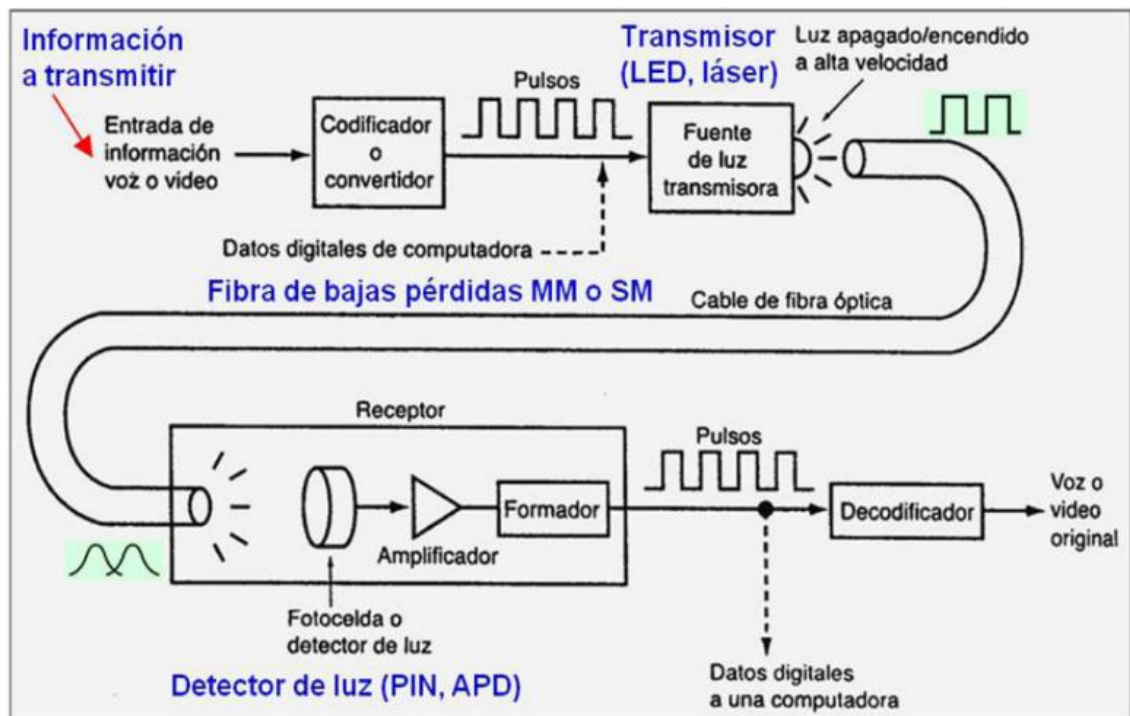 Información
a transmitir
Entrada de
información
voz o video
Codificador
o
convertidor
Pulsos
Transmisor
(LED, láser)
Fuente
de luz
transmisora
Luz apagado/encendido
a alta velocidad
Datos digitales de computadora
Fibra de bajas pérdidas MM o SM
Cable de fibra óptica
Receptor
Amplificador
Formador
Fotocelda o
detector de luz
Detector de luz (PIN, APD)
Pulsos
Decodificador
Voz o
video
original
Datos digitales
a una computadora